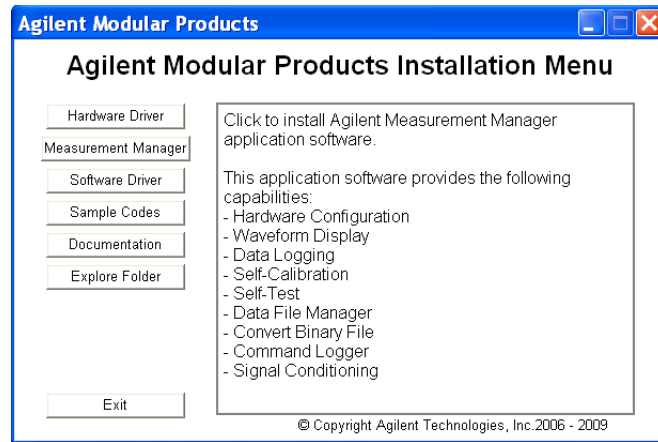 Agilent Modular Products
Agilent Modular Products Installation Menu
Hardware Driver
Measurement Manager
Software Driver
Sample Codes
Documentation
Explore Folder
Exit
Click to install Agilent Measurement Manager
application software.
This application software provides the following
capabilities:
- Hardware Configuration
- Waveform Display
- Data Logging
- Self-Calibration
- Self-Test
- Data File Manager
- Convert Binary File
- Command Logger
- Signal Conditioning
© Copyright Agilent Technologies, Inc.2006 - 2009